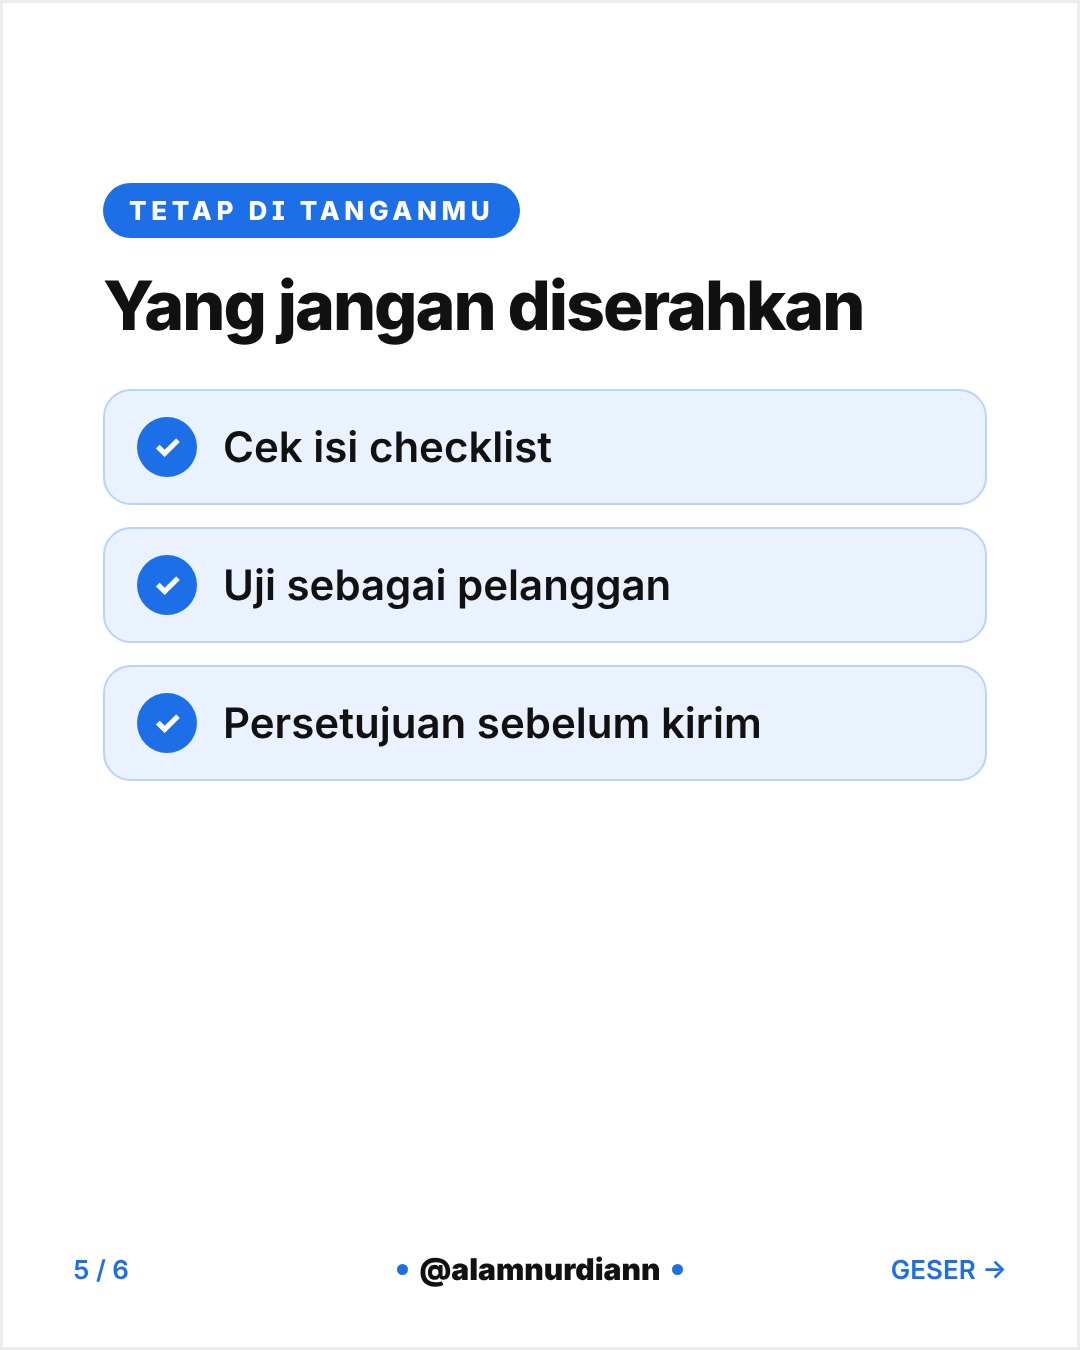 TETAP DI TANGANMU
Yang jangan diserahkan
Cek isi checklist
Uji sebagai pelanggan
Persetujuan sebelum kirim
5 / 6
• @alamnurdiann •
GESER →